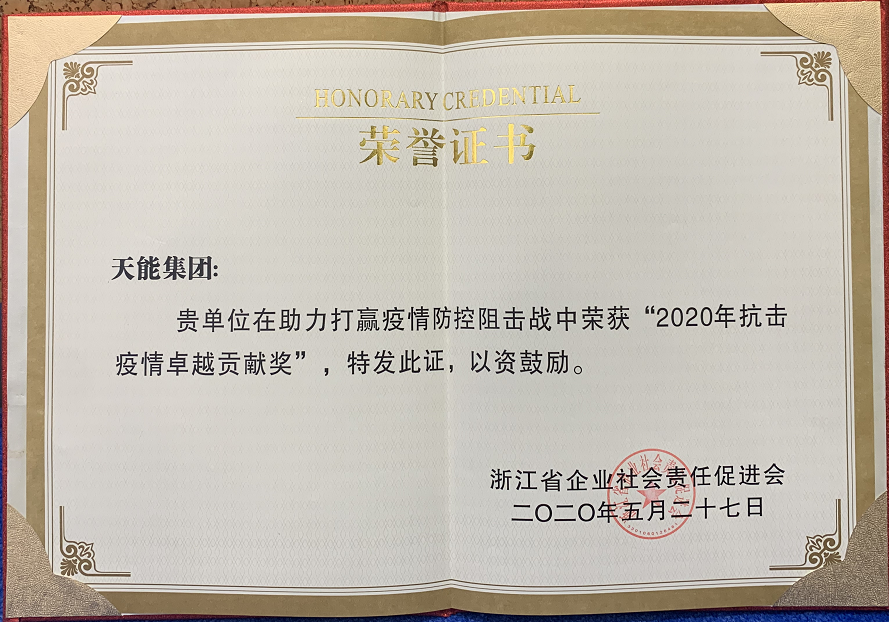 HONORARY CREDENTIAL
荣誉证书
天能集团:
贵单位在助力打赢疫情防控阻击战中荣获“2020年抗击
疫情卓越贡献奖”，特发此证，以资鼓励。
浙江省企业社会责任促进会
二〇二〇年五月二十七日